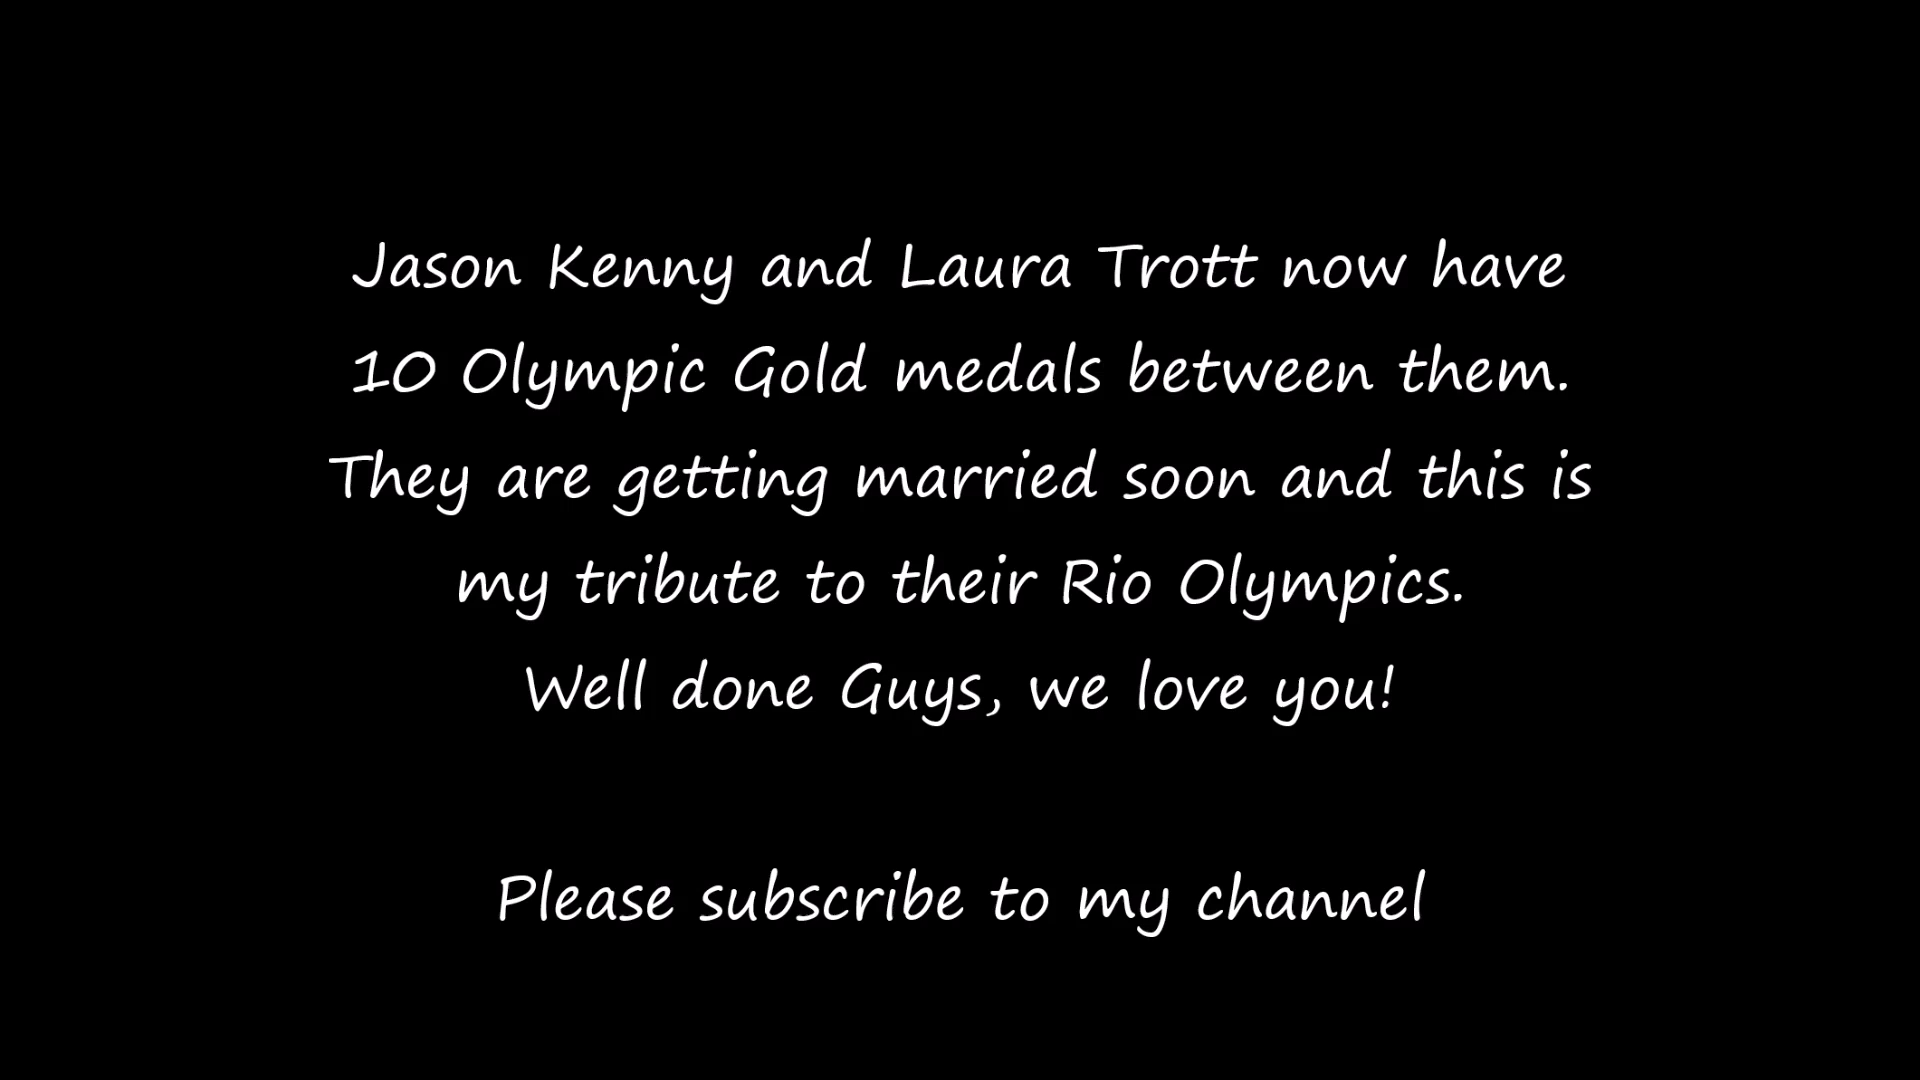 Jason Kenny and Laura Trott now have
10 Olympic Gold medals between them.
They are getting married soon and this is
my tribute to their Rio Olympics.
Well done Guys, we love you!
Please subscribe to my channel